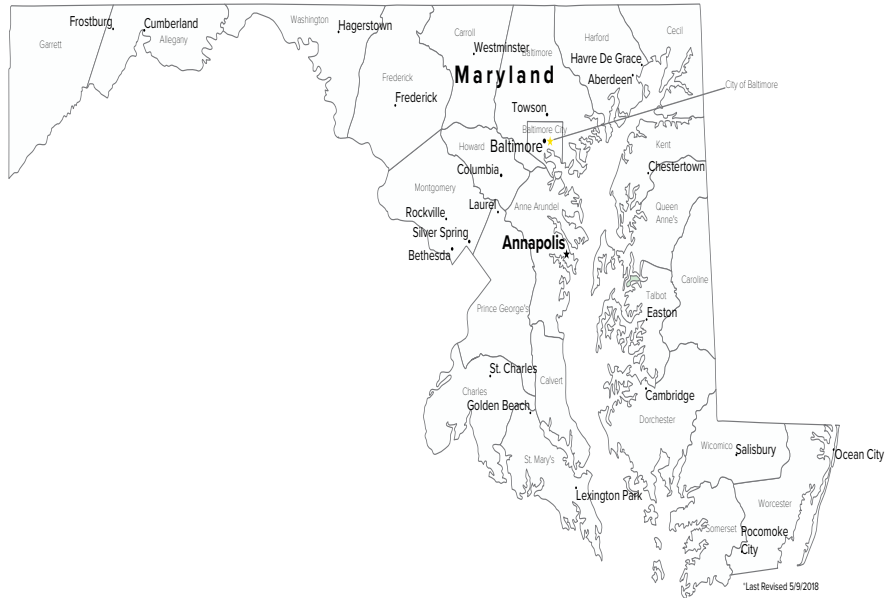 Frostburg
Cumberland
Washington
Hagerstown
Garrett
Allegany
Carroll
Westminster
Baltimore
Harford
Cecil
Havre De Grace
Maryland
Aberdeen
Frederick
Frederick
City of Baltimore
Towson
Baltimore City
Baltimore
Howard
Kent
Columbia
Chestertown
Montgomery
Laurel
Anne Arundel
Queen
Anne's
Rockville
Silver Spring
Annapolis
Bethesda
Caroline
Talbot
Prince George's
Easton
St. Charles
Calvert
Charles
Cambridge
Golden Beach
Dorchester
Wicomico
Salisbury
Ocean City
St. Mary's
Lexington Park
Worcester
Somerset
Pocomoke
City
*Last Revised 5/9/2018